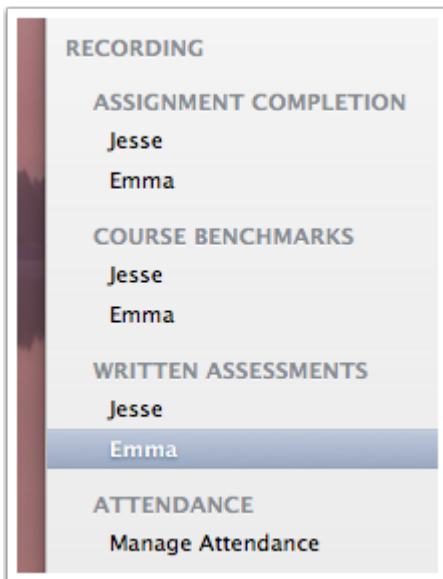 RECORDING
ASSIGNMENT COMPLETION
Jesse
Emma
COURSE BENCHMARKS
Jesse
Emma
WRITTEN ASSESSMENTS
Jesse
Emma
ATTENDANCE
Manage Attendance